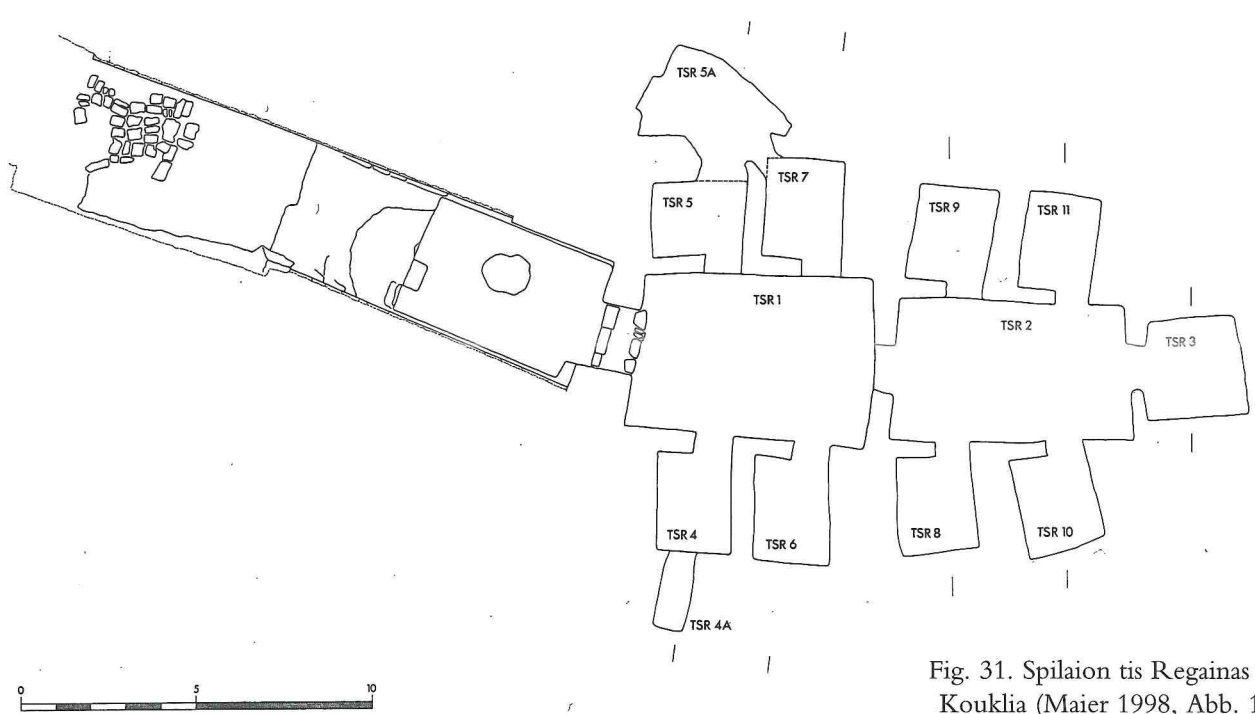 TSR 5A
TSR 7
TSR 5
TSR 9
TSR 11
TSR 1
TSR 2
TSR 3
TSR 4
TSR 6
TSR 8
TSR 10
TSR 4A
0 5 10
Fig. 31. Spilaion tis Regainas
Kouklia (Maier 1998, Abb. 1